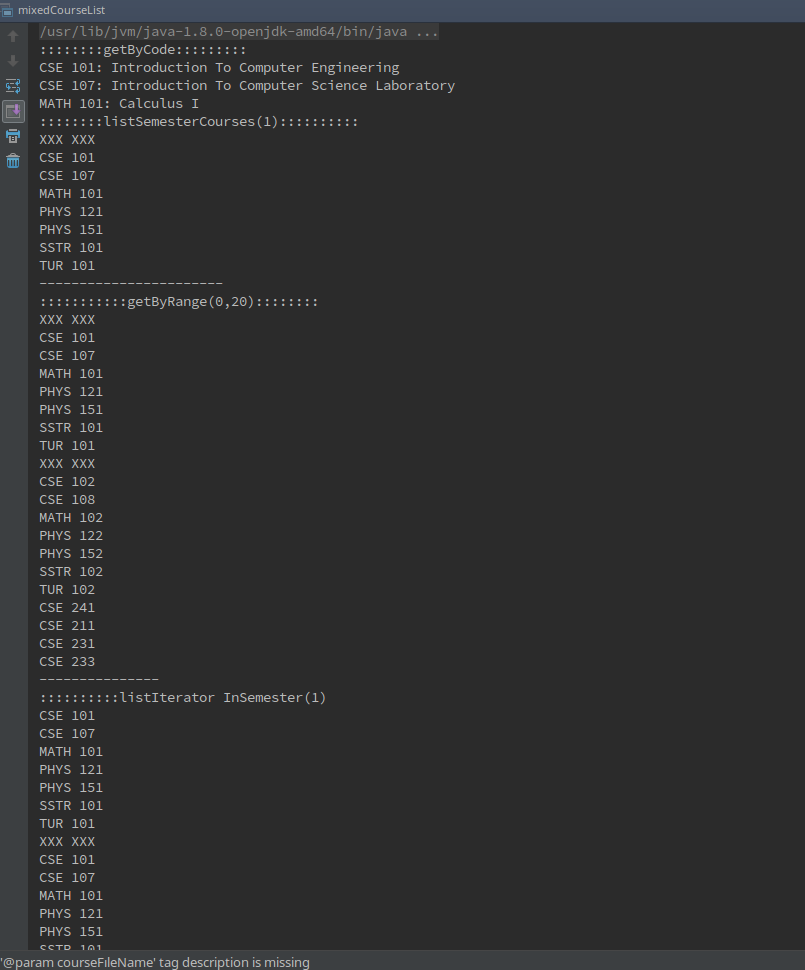 mixedCourseList
/usr/lib/jvm/java-1.8.0-openjdk-amd64/bin/java ...
::::::::getByCode:::::::::
CSE 101: Introduction To Computer Engineering
CSE 107: Introduction To Computer Science Laboratory
MATH 101: Calculus I
::::::::listSemesterCourses(1)::::::::::
XXX XXX
CSE 101
CSE 107
MATH 101
PHYS 121
PHYS 151
SSTR 101
TUR 101
-----------------------
:::::::::::getByRange(0,20)::::::::
XXX XXX
CSE 101
CSE 107
MATH 101
PHYS 121
PHYS 151
SSTR 101
TUR 101
XXX XXX
CSE 102
CSE 108
MATH 102
PHYS 122
PHYS 152
SSTR 102
TUR 102
CSE 241
CSE 211
CSE 231
CSE 233
---------------
::::::::::listIterator InSemester(1)
CSE 101
CSE 107
MATH 101
PHYS 121
PHYS 151
SSTR 101
TUR 101
XXX XXX
CSE 101
CSE 107
MATH 101
PHYS 121
PHYS 151
SSTR 101
'@param courseFileName' tag description is missing